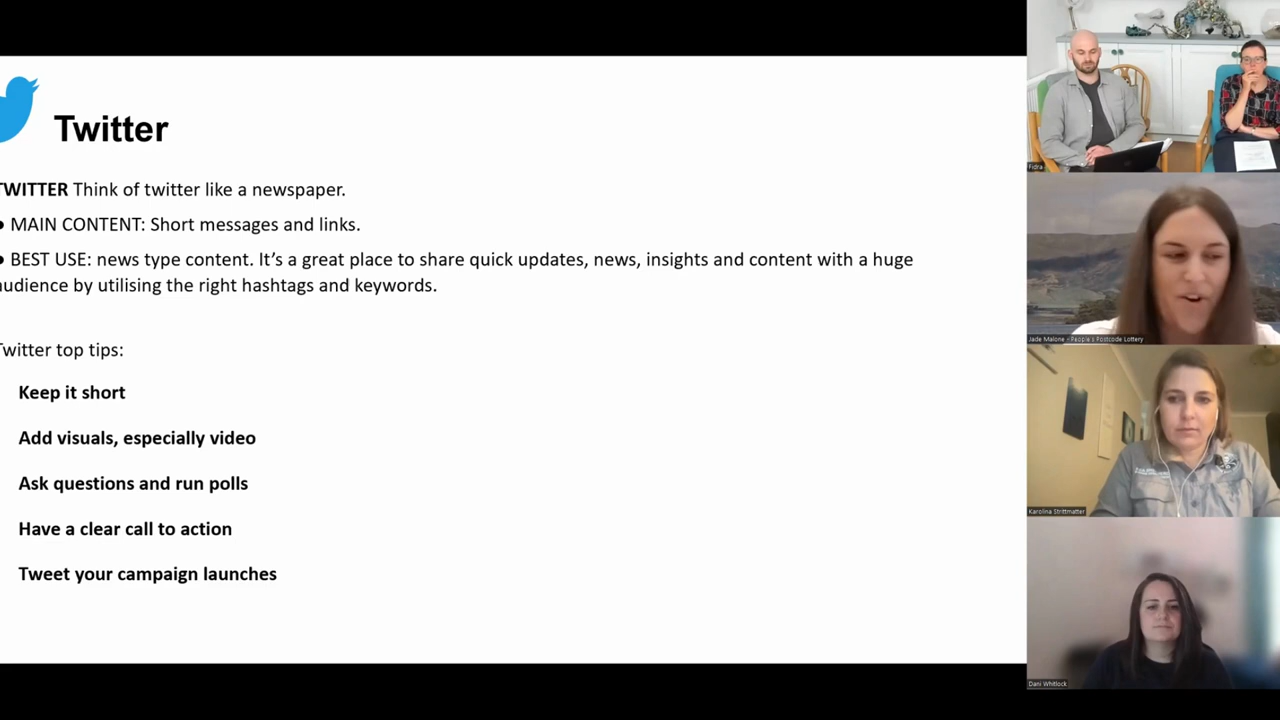 Twitter
TWITTER Think of twitter like a newspaper.
• MAIN CONTENT: Short messages and links.
• BEST USE: news type content. It’s a great place to share quick updates, news, insights and content with a huge
audience by utilising the right hashtags and keywords.
Twitter top tips:
Keep it short
Add visuals, especially video
Ask questions and run polls
Have a clear call to action
Tweet your campaign launches
Fidra
Jade Malone - People's Postcode Lottery
Karolina Strittmatter
Dani Whitlock